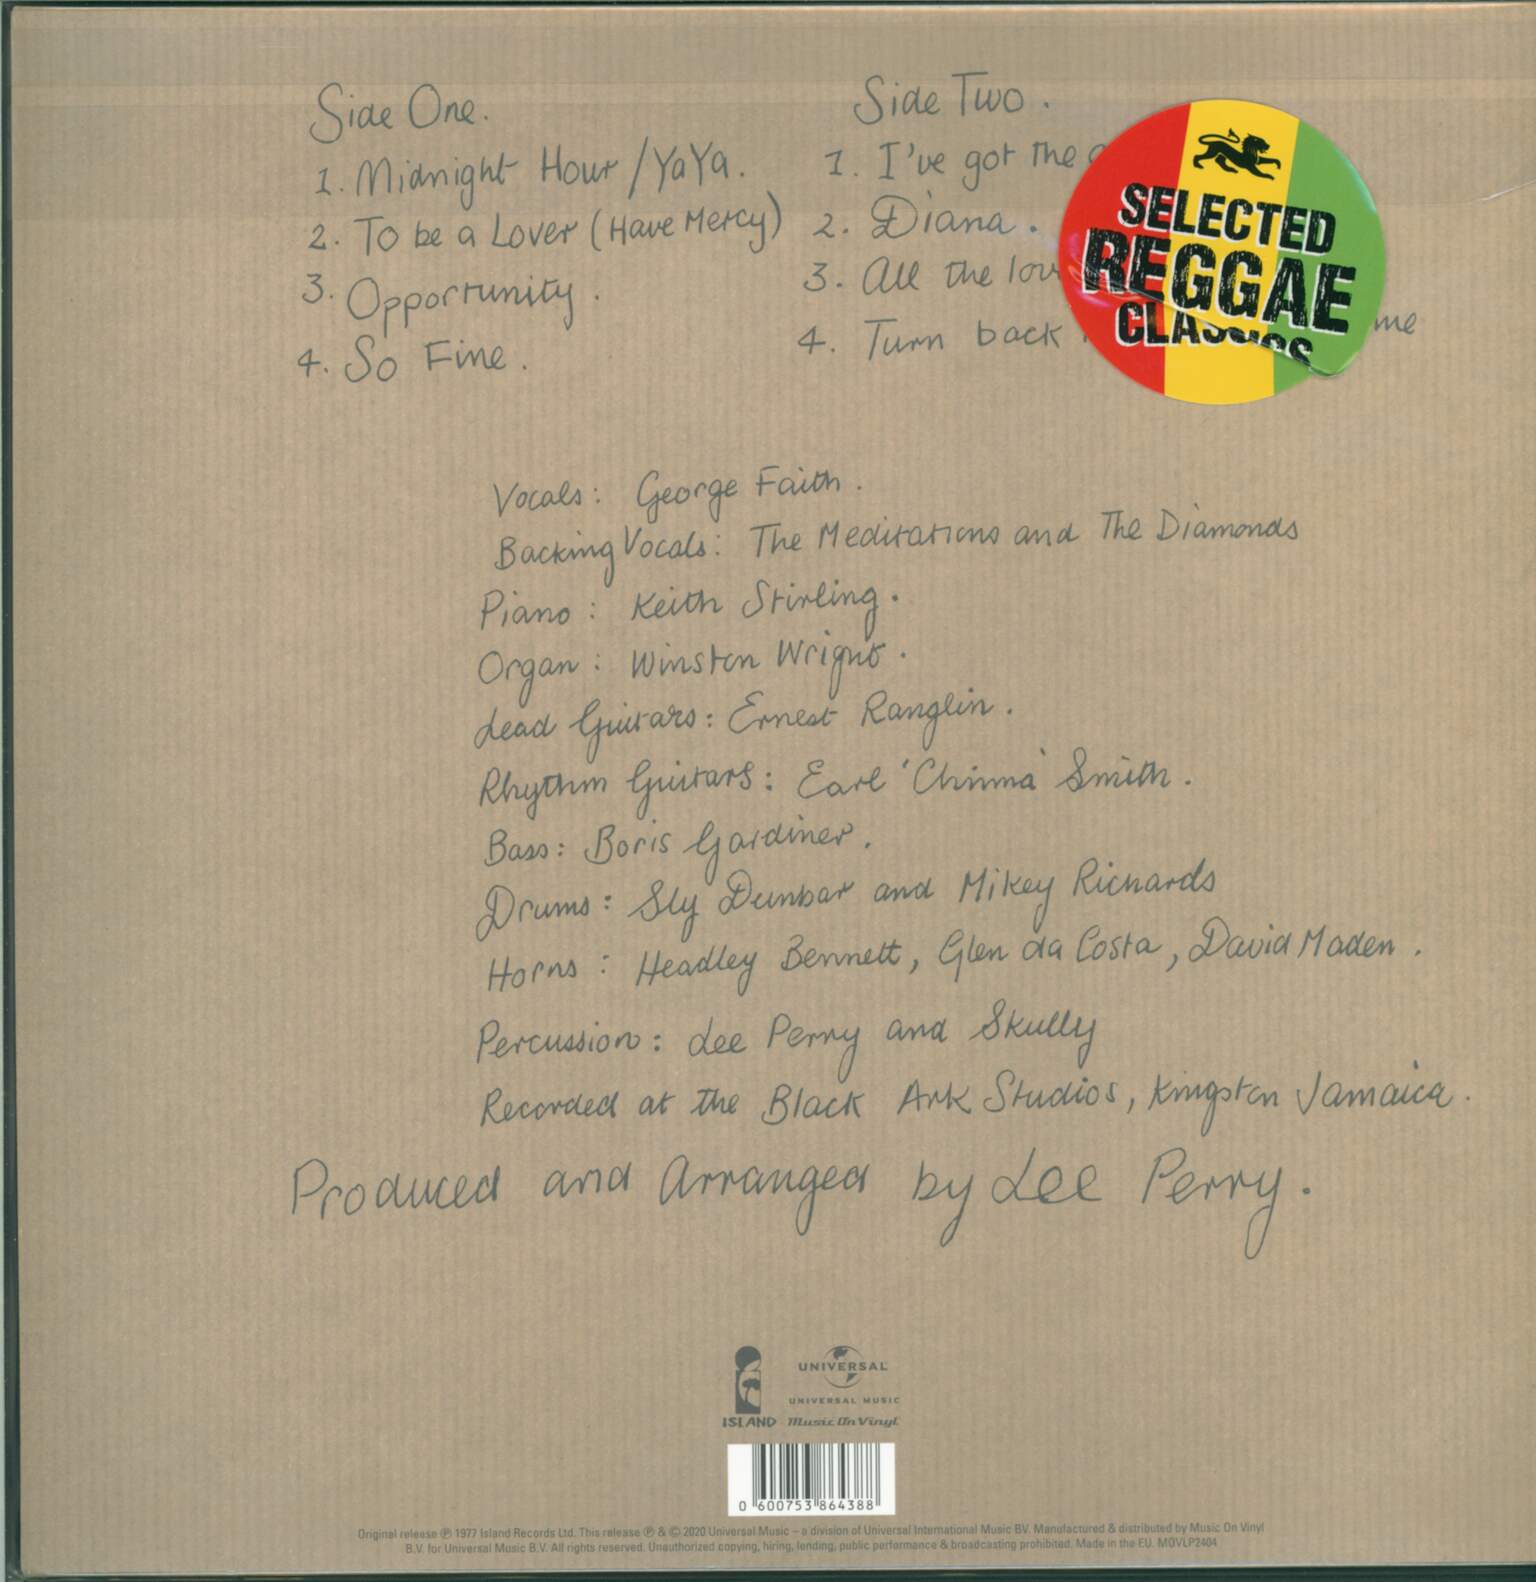 Side One.
1. Midnight Hour / YaYa.
2. To be a Lover (Have Mercy)
3. Opportunity.
4. So Fine.
Side Two.
1. I've got the
2. Diana.
3. All the
4. Turn back me
SELECTED
REGGAE
CLASSICS
Vocals: George Faith.
Backing Vocals: The Meditations and The Diamonds
Piano: Keith Stirling.
Organ: Winston Wright.
Lead Guitars: Ernest Ranglin.
Rhythm Guitars: Earl 'Chinna' Smith.
Bass: Boris Gardiner.
Drums: Sly Dunbar and Mikey Richards
Horns: Headley Bennett, Glen da Costa, David Maden.
Percussion: Lee Perry and Skully
Recorded at the Black Ark Studios, Kingston Jamaica.
Produced and Arranged by Lee Perry.
UNIVERSAL
UNIVERSAL MUSIC
ISLAND Music On Vinyl
0 600753 864388
Original release ℗ 1977 Island Records Ltd. This release ℗ & © 2020 Universal Music – a division of Universal International Music BV. Manufactured & distributed by Music On Vinyl
B.V. for Universal Music B.V. All rights reserved. Unauthorized copying, hiring, lending, public performance & broadcasting prohibited. Made in the EU. MOVLP2404